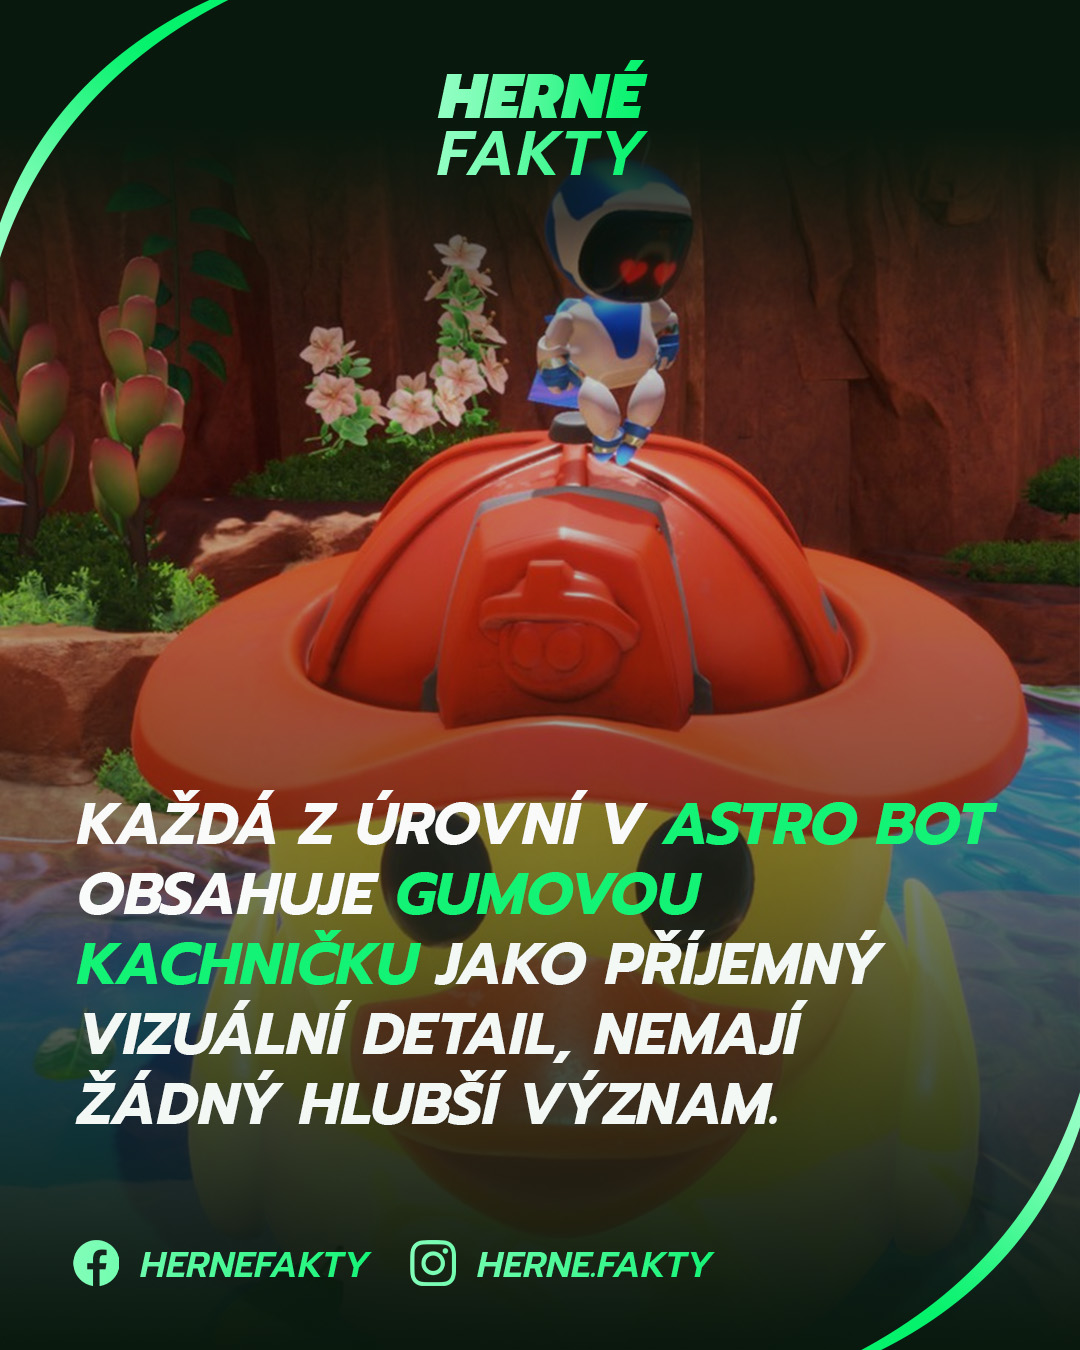 HERNÉ
FAKTY
KAŽDÁ Z ÚROVNÍ V ASTRO BOT
OBSAHUJE GUMOVOU
KACHNIČKU JAKO PŘÍJEMNÝ
VIZUÁLNÍ DETAIL, NEMAJÍ
ŽÁDNÝ HLUBŠÍ VÝZNAM.
HERNEFAKTY HERNE.FAKTY